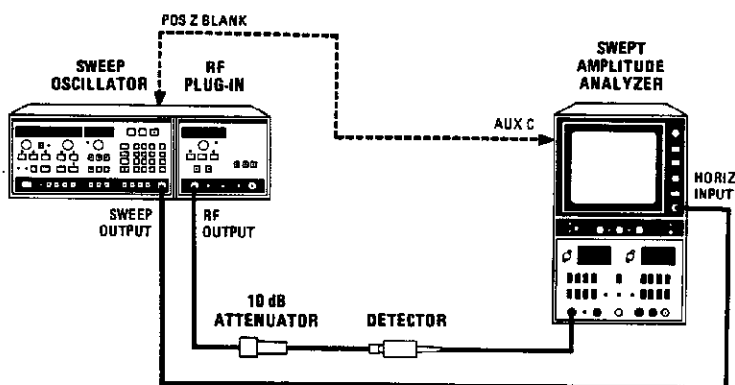 POS Z BLANK
SWEEP
OSCILLATOR
RF
PLUG-IN
SWEPT
AMPLITUDE
ANALYZER
AUX C
HORIZ
INPUT
SWEEP
OUTPUT
RF
OUTPUT
10 dB
ATTENUATOR
DETECTOR